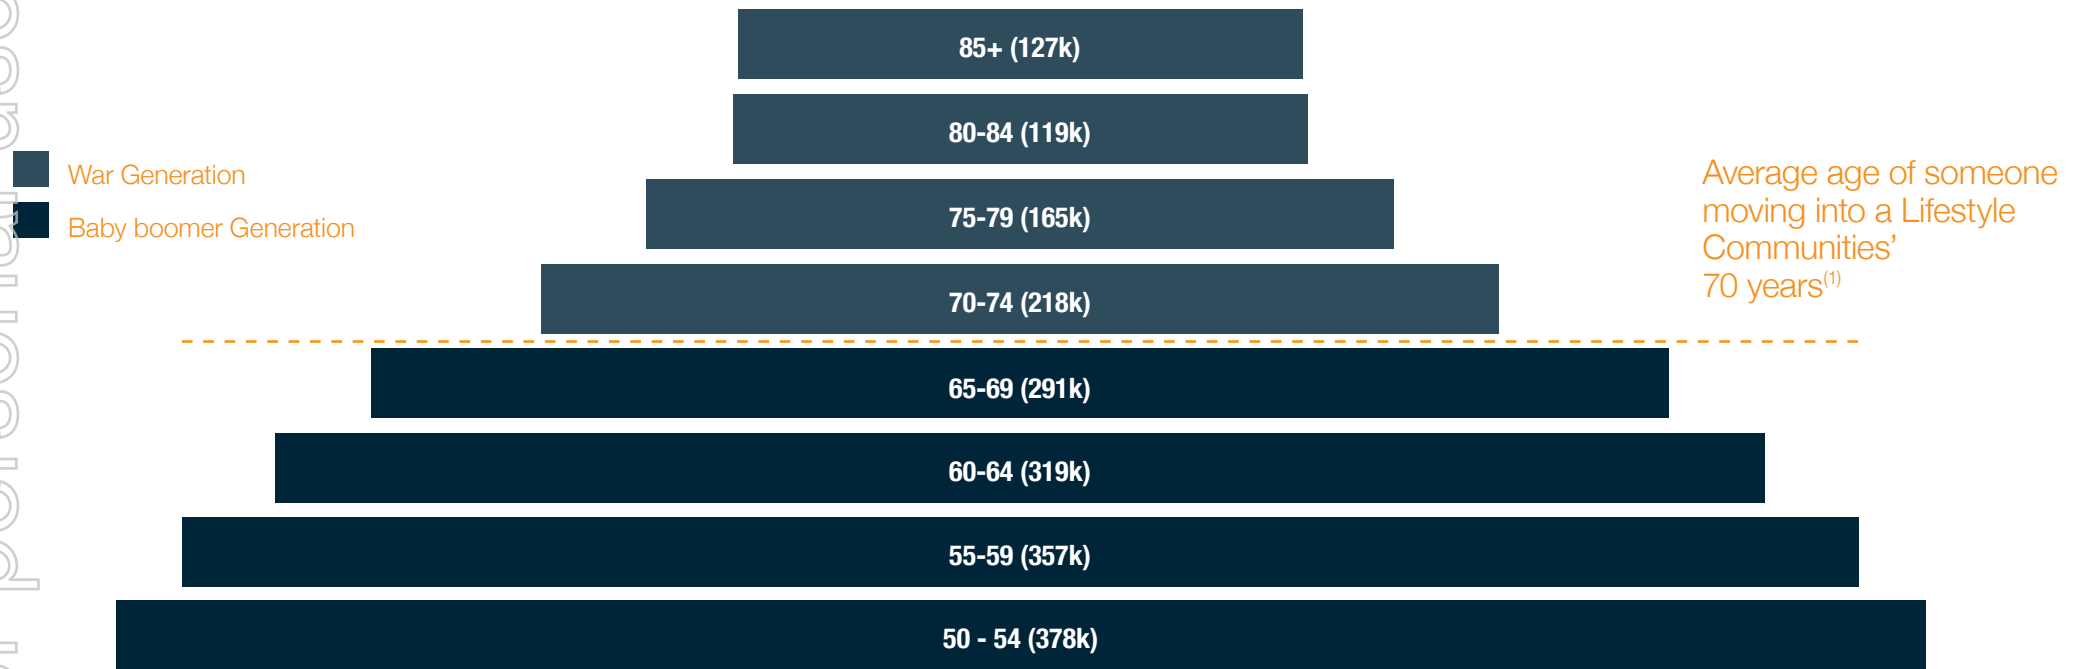 85+ (127k)
80-84 (119k)
War Generation
75-79 (165k)
Baby boomer Generation
70-74 (218k)
Average age of someone
moving into a Lifestyle
Communities’
70 years(1)
65-69 (291k)
60-64 (319k)
55-59 (357k)
50 - 54 (378k)
personal use